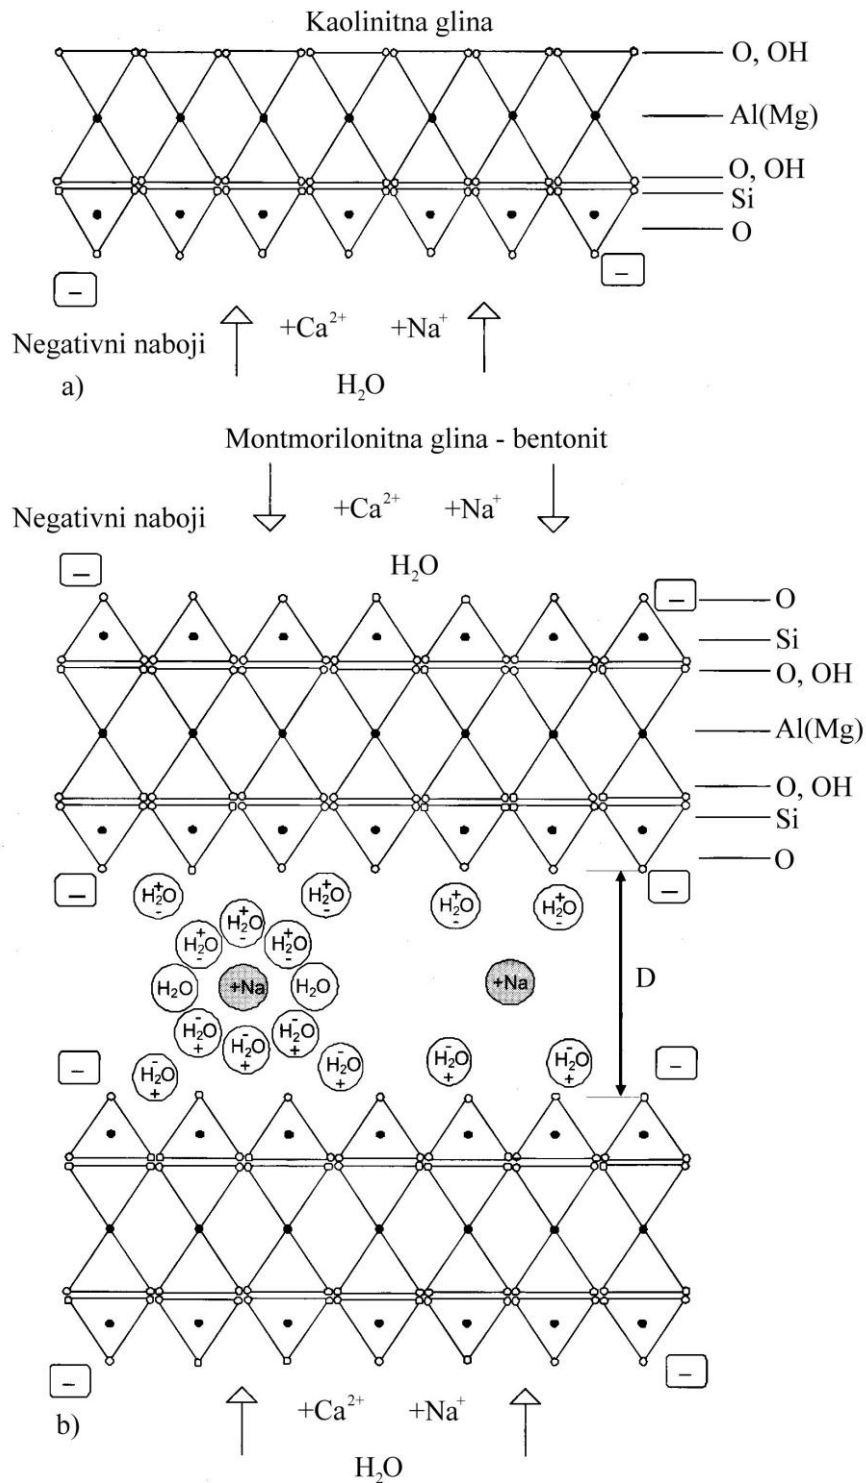 Kaolinitna glina
O, OH
Al(Mg)
O, OH
Si
O
– –
+Ca²⁺ +Na⁺
Negativni naboji
H₂O
a)
Montmorilonitna glina - bentonit
+Ca²⁺ +Na⁺
Negativni naboji
H₂O
– –
O
Si
O, OH
Al(Mg)
O, OH
Si
O
– –
+ H₂O - + H₂O - + H₂O - + H₂O -
+ H₂O -
+ H₂O - + H₂O -
H₂O +Na H₂O +Na D
- H₂O + - H₂O +
- H₂O +
– –
- H₂O + - H₂O + - H₂O + - H₂O +
– –
+Ca²⁺ +Na⁺
b)
H₂O